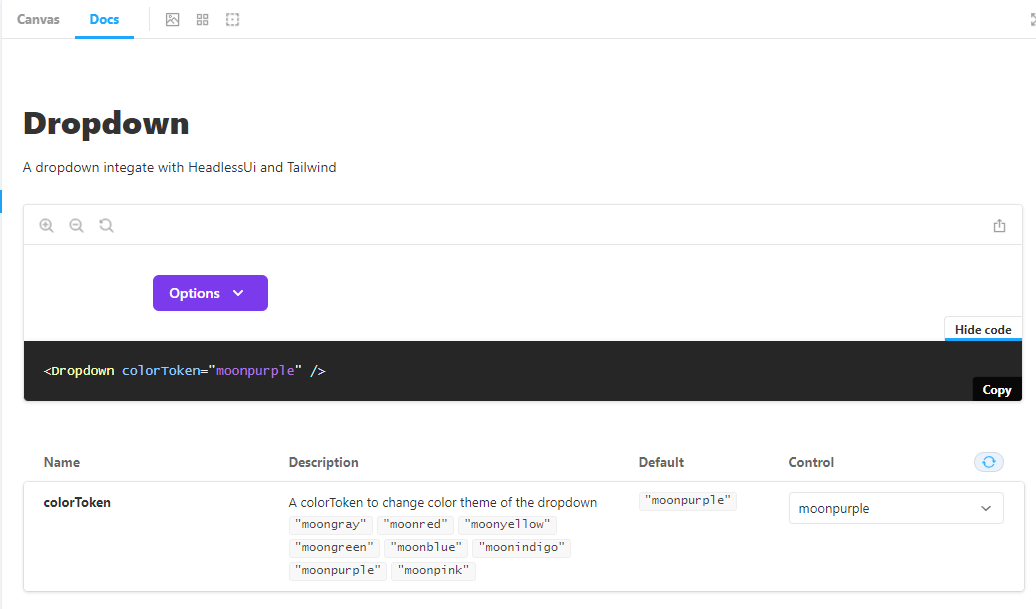 Canvas Docs
Dropdown
A dropdown integate with HeadlessUi and Tailwind
Options
Hide code
<Dropdown colorToken="moonpurple" />
Copy
Name Description Default Control
colorToken A colorToken to change color theme of the dropdown "moonpurple" moonpurple
"moongray" "moonred" "moonyellow"
"moongreen" "moonblue" "moonindigo"
"moonpurple" "moonpink"